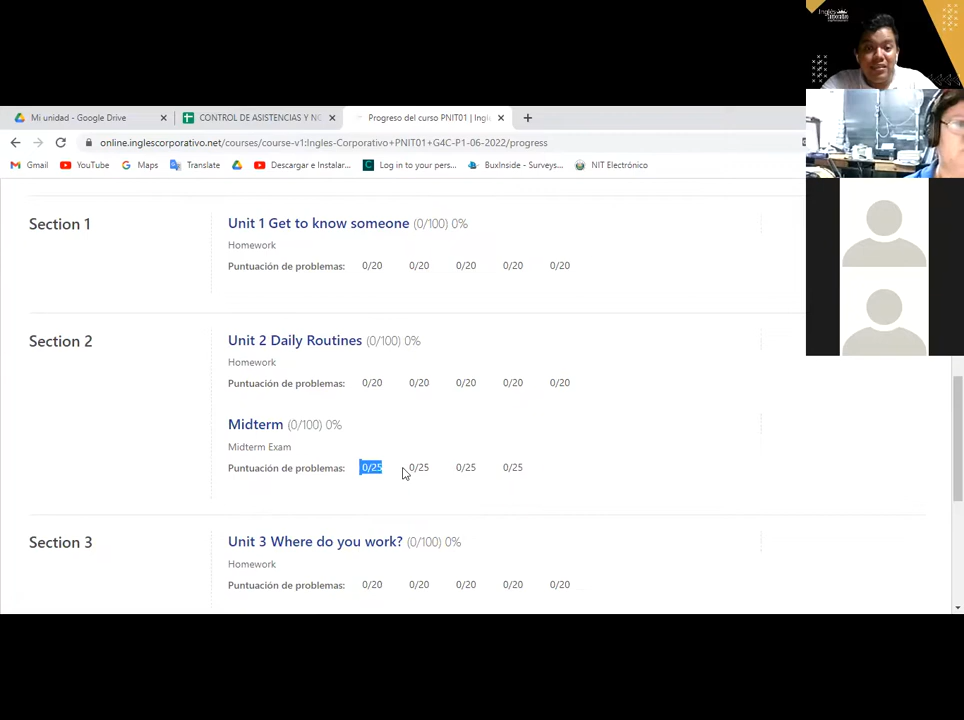 Mi unidad - Google Drive
CONTROL DE ASISTENCIAS Y NO
Progreso del curso PNIT01 | Ingl
online.inglescorporativo.net/courses/course-v1:Ingles-Corporativo+PNIT01+G4C-P1-06-2022/progress
Gmail YouTube Maps Translate Descargar e Instalar... Log in to your pers... BuxInside - Surveys... NIT Electrónico
Section 1
Unit 1 Get to know someone (0/100) 0%
Homework
Puntuación de problemas: 0/20 0/20 0/20 0/20 0/20
Section 2
Unit 2 Daily Routines (0/100) 0%
Homework
Puntuación de problemas: 0/20 0/20 0/20 0/20 0/20
Midterm (0/100) 0%
Midterm Exam
Puntuación de problemas: 0/25 0/25 0/25 0/25
Section 3
Unit 3 Where do you work? (0/100) 0%
Homework
Puntuación de problemas: 0/20 0/20 0/20 0/20 0/20
Inglés
Corporativo